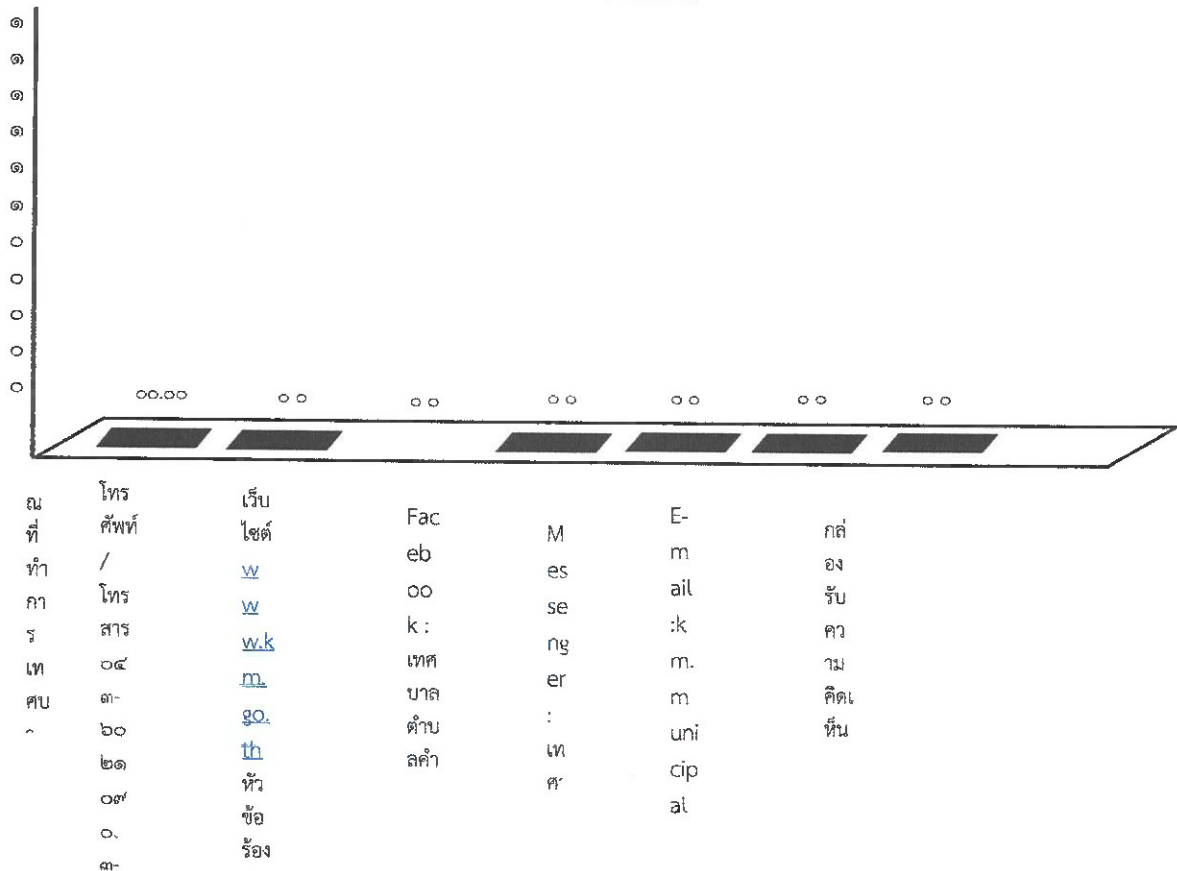 ๑
๑
๑
๑
๑
๑
๐
๐
๐
๐
๐
๐๐.๐๐
๐ ๐
๐ ๐
๐ ๐
๐ ๐
๐ ๐
๐ ๐
ณ
ที่
ทำ
กา
ร
เท
ศบ
โทร
ศัพท์
/
โทร
สาร
๐๔
๓-
๖๐
๒๑
๐๗
๐.
๓-
เว็บ
ไซต์
w
w
w.k
m.
go.
th
หัว
ข้อ
ร้อง
Fac
eb
oo
k :
เทศ
บาล
ตำบ
ลคำ
M
es
se
ng
er
:
เท
ศ
E-
m
ail
:k
m.
m
uni
cip
al
กล่
อง
รับ
คว
าม
คิดเ
ห็น